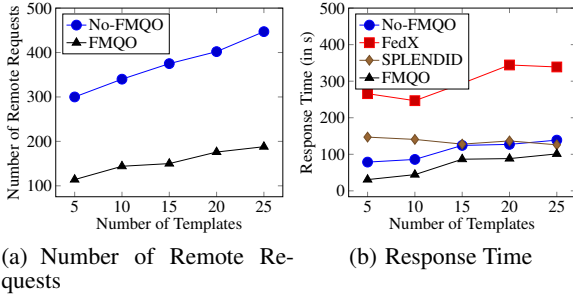 No-FMQO
FMQO
Number of Remote Requests
500
400
300
200
100
5 10 15 20 25
Number of Templates
(a) Number of Remote Re-
quests
No-FMQO
FedX
SPLENDID
FMQO
Response Time (in s)
500
400
300
200
100
0
5 10 15 20 25
Number of Templates
(b) Response Time